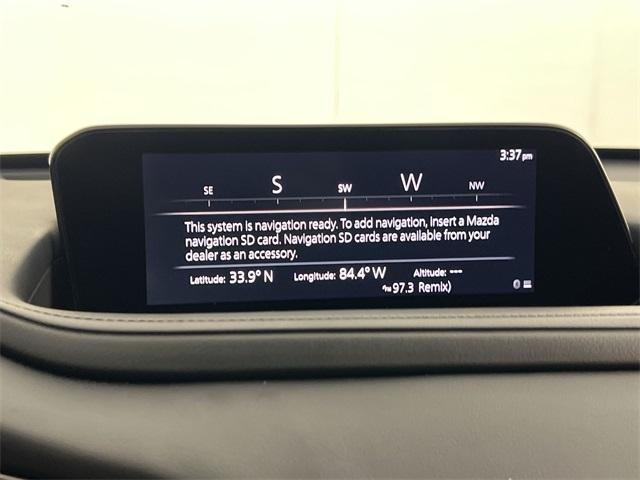 3:37pm
SE S SW W NW
This system is navigation ready. To add navigation, insert a Mazda
navigation SD card. Navigation SD cards are available from your
dealer as an accessory.
Latitude: 33.9° N Longitude: 84.4° W Altitude: ---
97.3 Remix)